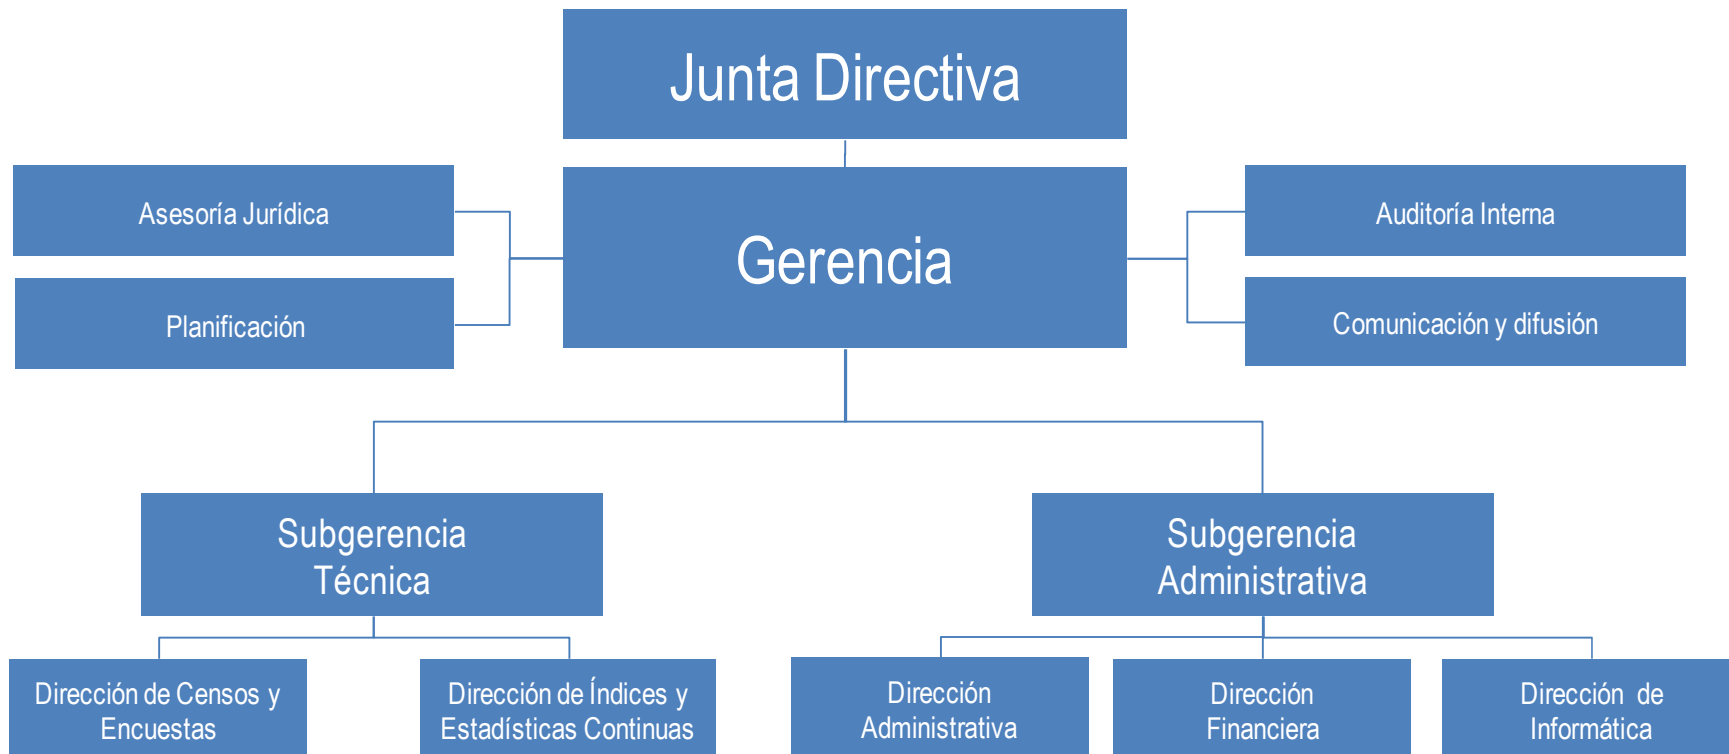 Junta Directiva
Asesoría Jurídica
Planificación
Gerencia
Auditoría Interna
Comunicación y difusión
Subgerencia
Técnica
Subgerencia
Administrativa
Dirección de Censos y
Encuestas
Dirección de Índices y
Estadísticas Continuas
Dirección
Administrativa
Dirección
Financiera
Dirección de
Informática